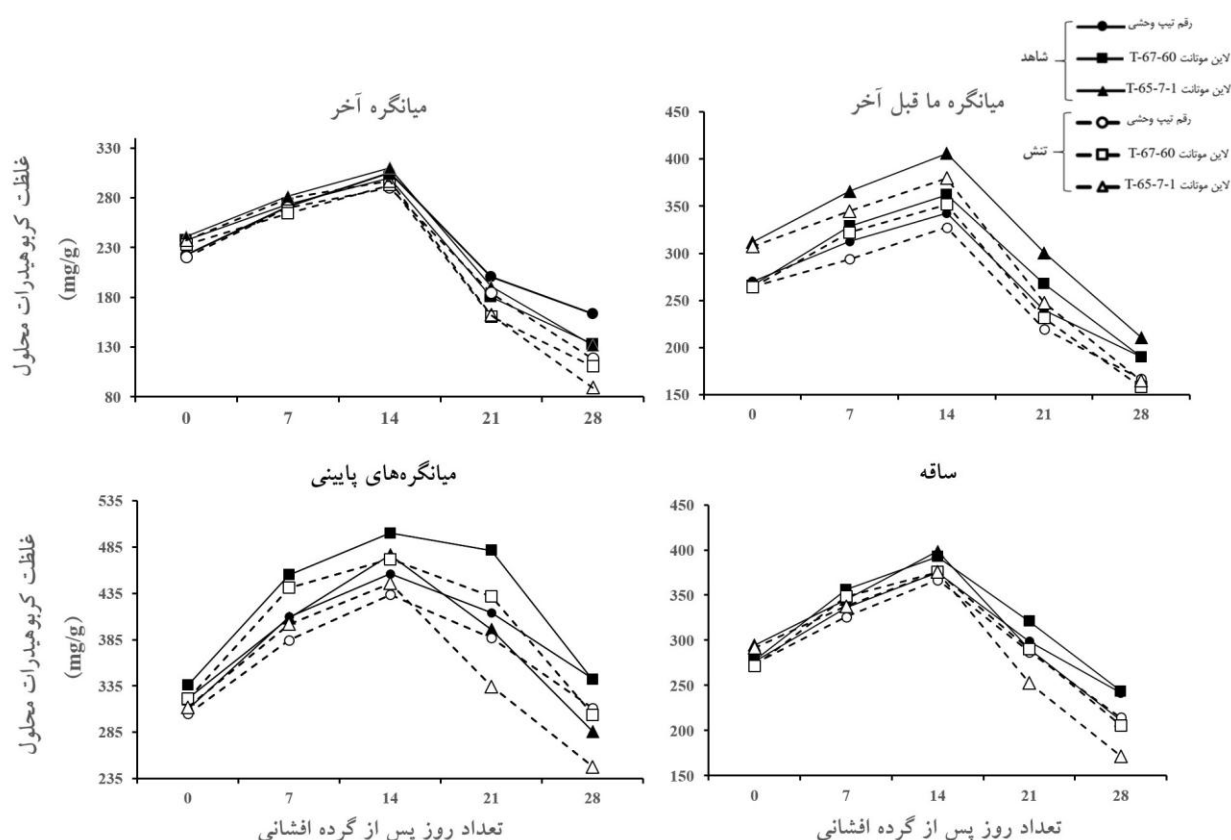 رقم تیپ وحشی
شاهد
لاین موتانت T-67-60
لاین موتانت T-65-7-1
رقم تیپ وحشی
تنش
لاین موتانت T-67-60
لاین موتانت T-65-7-1
میانگره ما قبل آخر
450
400
350
300
250
200
150
0 7 14 21 28
میانگره آخر
غلظت کربوهیدرات محلول
(mg/g)
330
280
230
180
130
80
0 7 14 21 28
ساقه
450
400
350
300
250
200
150
0 7 14 21 28
تعداد روز پس از گرده افشانی
میانگره‌های پایینی
غلظت کربوهیدرات محلول
(mg/g)
535
485
435
385
335
285
235
0 7 14 21 28
تعداد روز پس از گرده افشانی